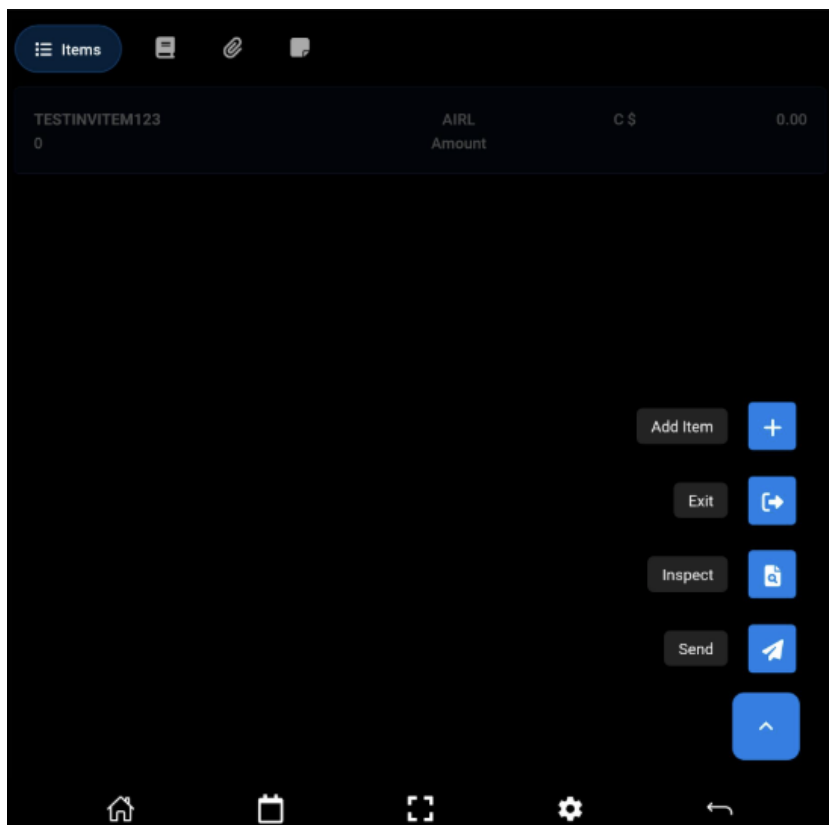 Items
TESTINVITEM123 AIRL C $ 0.00
0 Amount
Add Item
Exit
Inspect
Send